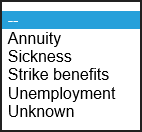 --
Annuity
Sickness
Strike benefits
Unemployment
Unknown